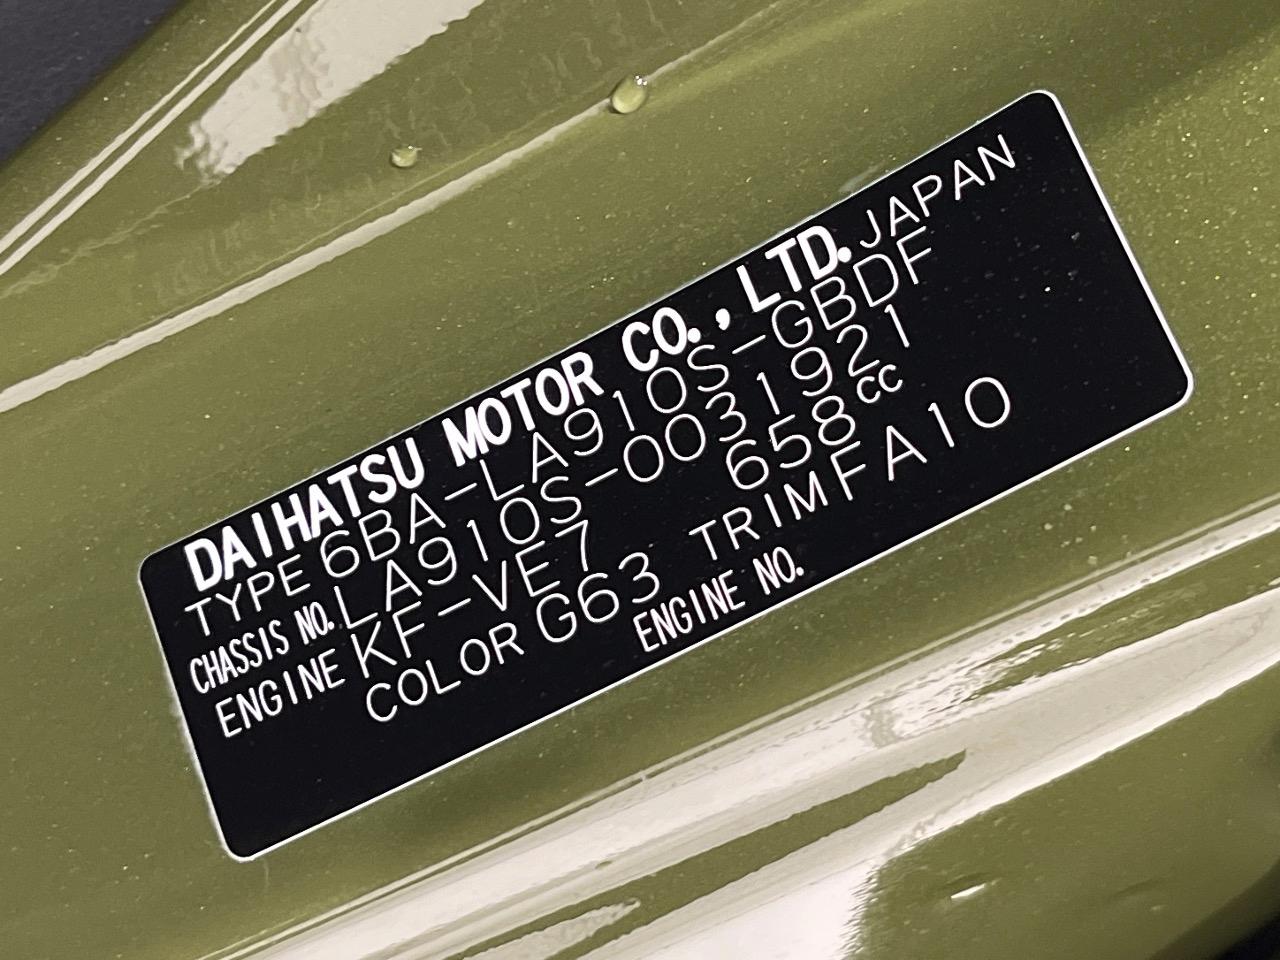 DAIHATSU MOTOR CO., LTD. JAPAN
TYPE 6BA-LA910S-GBDF
CHASSIS NO. LA910S-0031921
ENGINE KF-VE7 658cc
COLOR G63 TRIM FA10
ENGINE NO.